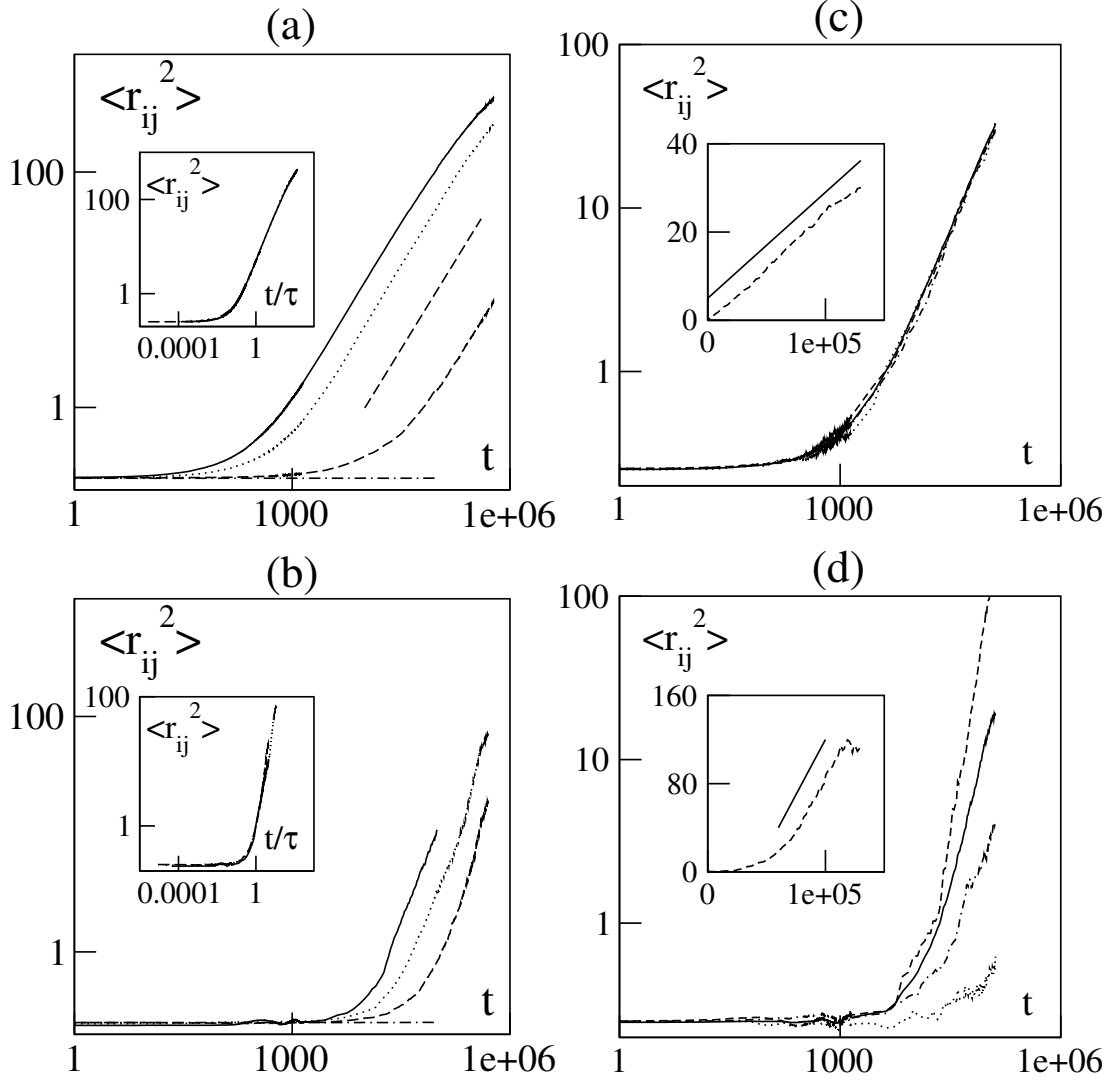 (a)
<r_ij^2>
100
1
<r_ij^2>
100
1
0.0001 1
t/τ
t
1 1000 1e+06
(c)
100
<r_ij^2>
10
1
40
20
0
0 1e+05
t
1 1000 1e+06
(b)
<r_ij^2>
100
1
100
<r_ij^2>
1
t/τ
0.0001 1
t
1 1000 1e+06
(d)
100
<r_ij^2>
10
1
160
80
0
0 1e+05
t
1 1000 1e+06